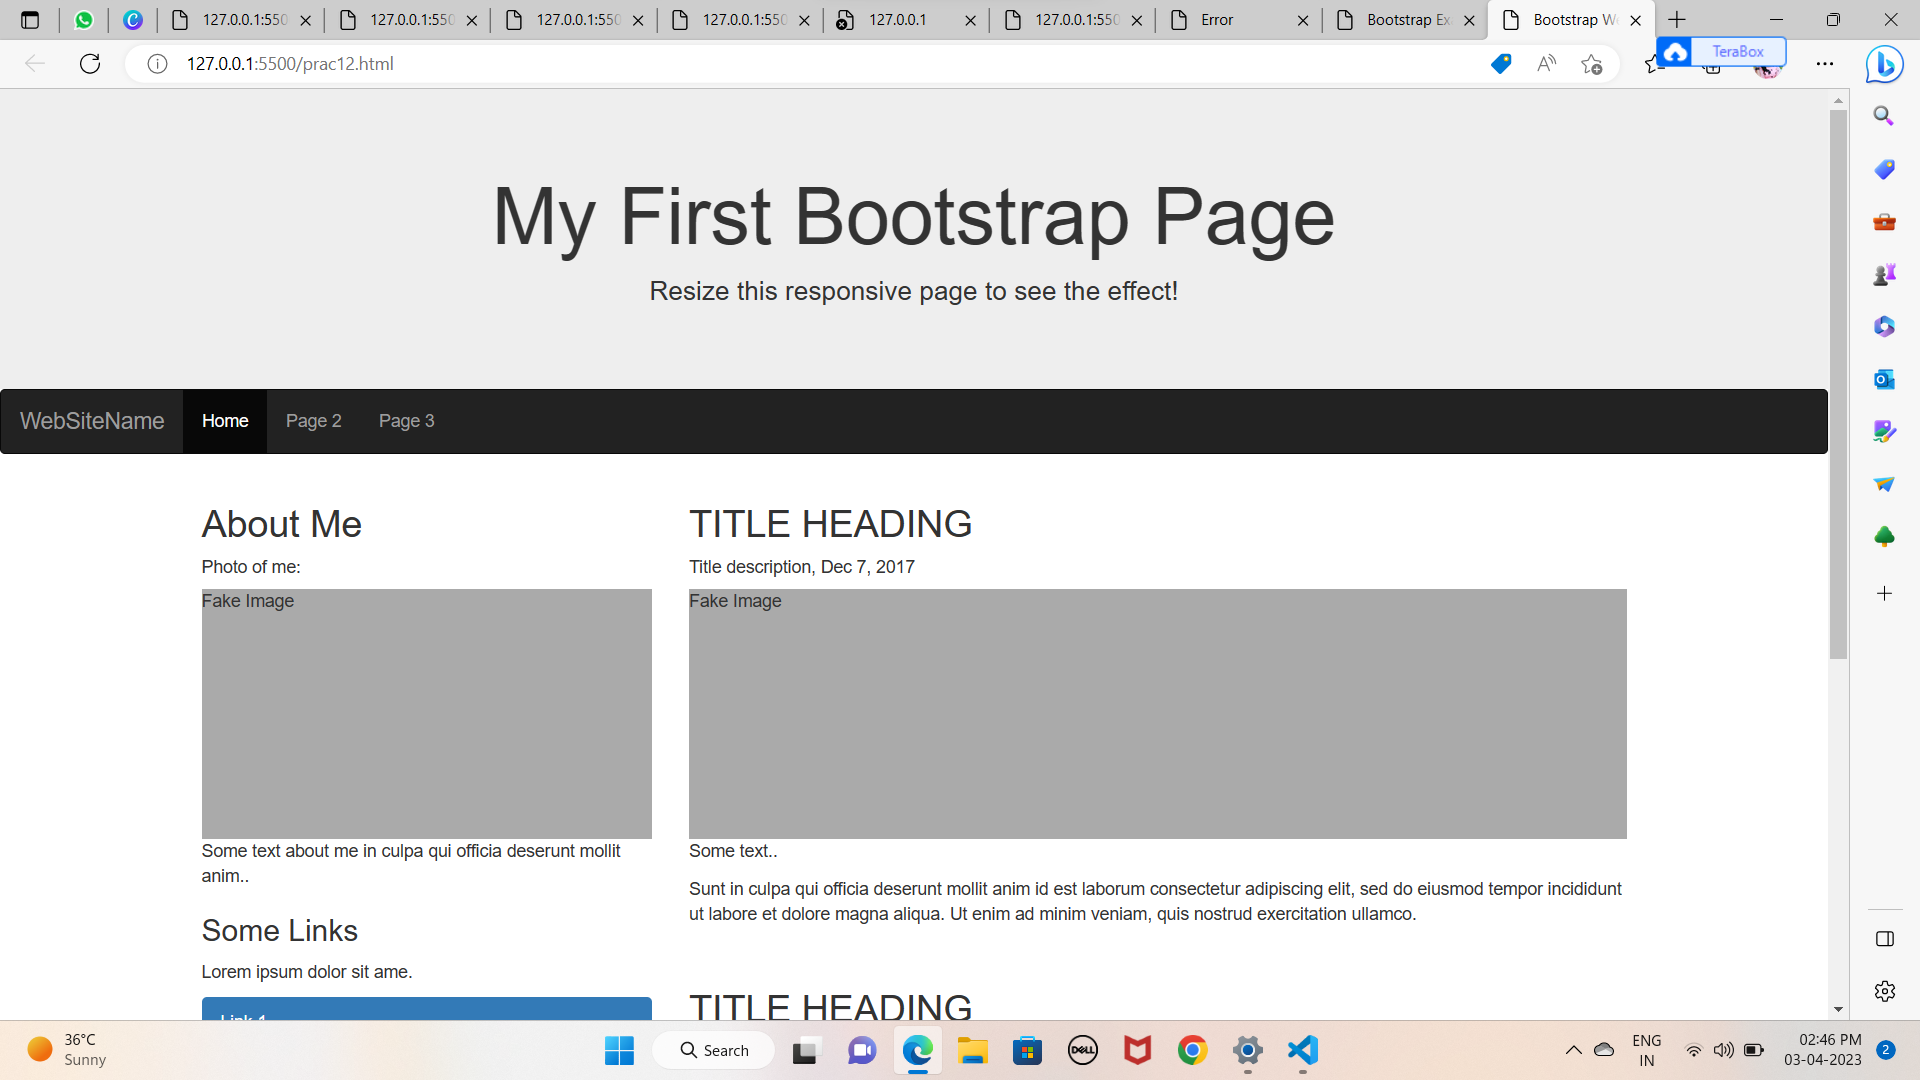 127.0.0.1:550
127.0.0.1:550
127.0.0.1:550
127.0.0.1:550
127.0.0.1
127.0.0.1:550
Error
Bootstrap Ex
Bootstrap W
127.0.0.1:5500/prac12.html
TeraBox
My First Bootstrap Page
Resize this responsive page to see the effect!
WebSiteName Home Page 2 Page 3
About Me
Photo of me:
Fake Image
Some text about me in culpa qui officia deserunt mollit
anim..
Some Links
Lorem ipsum dolor sit ame.
Link 1
TITLE HEADING
Title description, Dec 7, 2017
Fake Image
Some text..
Sunt in culpa qui officia deserunt mollit anim id est laborum consectetur adipiscing elit, sed do eiusmod tempor incididunt
ut labore et dolore magna aliqua. Ut enim ad minim veniam, quis nostrud exercitation ullamco.
TITLE HEADING
36°C
Sunny
Search
DELL
ENG
IN
02:46 PM
03-04-2023
2